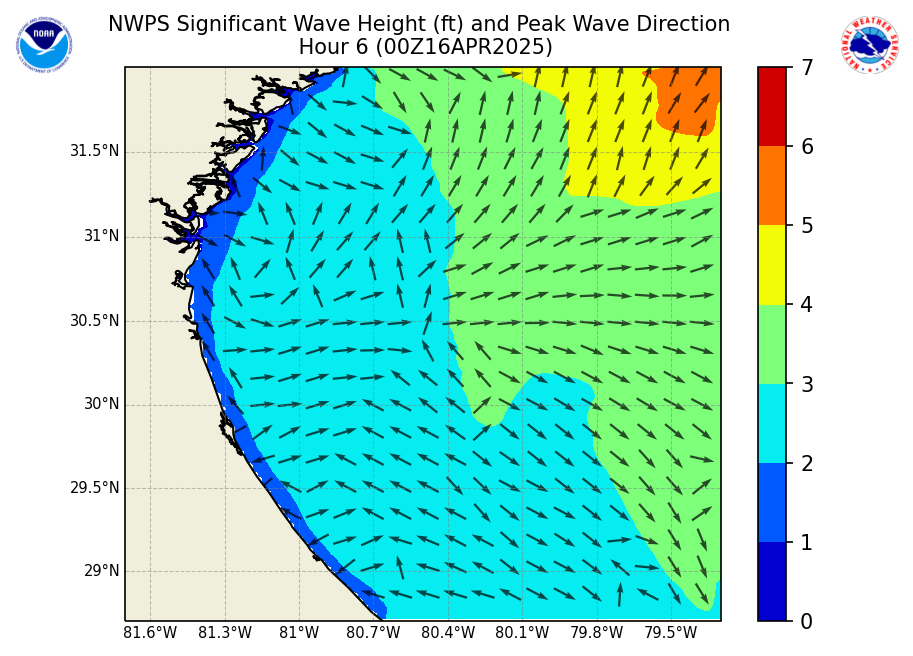 NWPS Significant Wave Height (ft) and Peak Wave Direction
Hour 6 (00Z16APR2025)
NOAA
NATIONAL WEATHER SERVICE
31.5°N
31°N
30.5°N
30°N
29.5°N
29°N
81.6°W 81.3°W 81°W 80.7°W 80.4°W 80.1°W 79.8°W 79.5°W
7
6
5
4
3
2
1
0